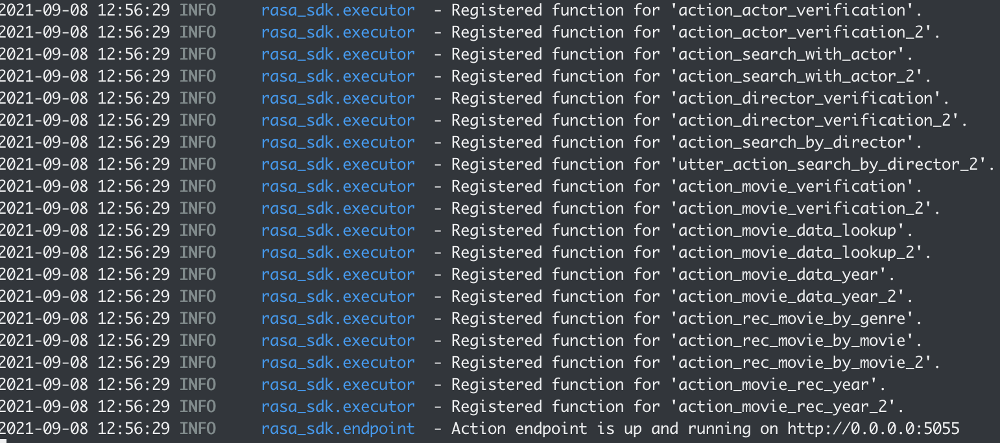 2021-09-08 12:56:29 INFO     rasa_sdk.executor  - Registered function for 'action_actor_verification'.
2021-09-08 12:56:29 INFO     rasa_sdk.executor  - Registered function for 'action_actor_verification_2'.
2021-09-08 12:56:29 INFO     rasa_sdk.executor  - Registered function for 'action_search_with_actor'.
2021-09-08 12:56:29 INFO     rasa_sdk.executor  - Registered function for 'action_search_with_actor_2'.
2021-09-08 12:56:29 INFO     rasa_sdk.executor  - Registered function for 'action_director_verification'.
2021-09-08 12:56:29 INFO     rasa_sdk.executor  - Registered function for 'action_director_verification_2'.
2021-09-08 12:56:29 INFO     rasa_sdk.executor  - Registered function for 'action_search_by_director'.
2021-09-08 12:56:29 INFO     rasa_sdk.executor  - Registered function for 'utter_action_search_by_director_2'.
2021-09-08 12:56:29 INFO     rasa_sdk.executor  - Registered function for 'action_movie_verification'.
2021-09-08 12:56:29 INFO     rasa_sdk.executor  - Registered function for 'action_movie_verification_2'.
2021-09-08 12:56:29 INFO     rasa_sdk.executor  - Registered function for 'action_movie_data_lookup'.
2021-09-08 12:56:29 INFO     rasa_sdk.executor  - Registered function for 'action_movie_data_lookup_2'.
2021-09-08 12:56:29 INFO     rasa_sdk.executor  - Registered function for 'action_movie_data_year'.
2021-09-08 12:56:29 INFO     rasa_sdk.executor  - Registered function for 'action_movie_data_year_2'.
2021-09-08 12:56:29 INFO     rasa_sdk.executor  - Registered function for 'action_rec_movie_by_genre'.
2021-09-08 12:56:29 INFO     rasa_sdk.executor  - Registered function for 'action_rec_movie_by_movie'.
2021-09-08 12:56:29 INFO     rasa_sdk.executor  - Registered function for 'action_rec_movie_by_movie_2'.
2021-09-08 12:56:29 INFO     rasa_sdk.executor  - Registered function for 'action_movie_rec_year'.
2021-09-08 12:56:29 INFO     rasa_sdk.executor  - Registered function for 'action_movie_rec_year_2'.
2021-09-08 12:56:29 INFO     rasa_sdk.endpoint  - Action endpoint is up and running on http://0.0.0.0:5055